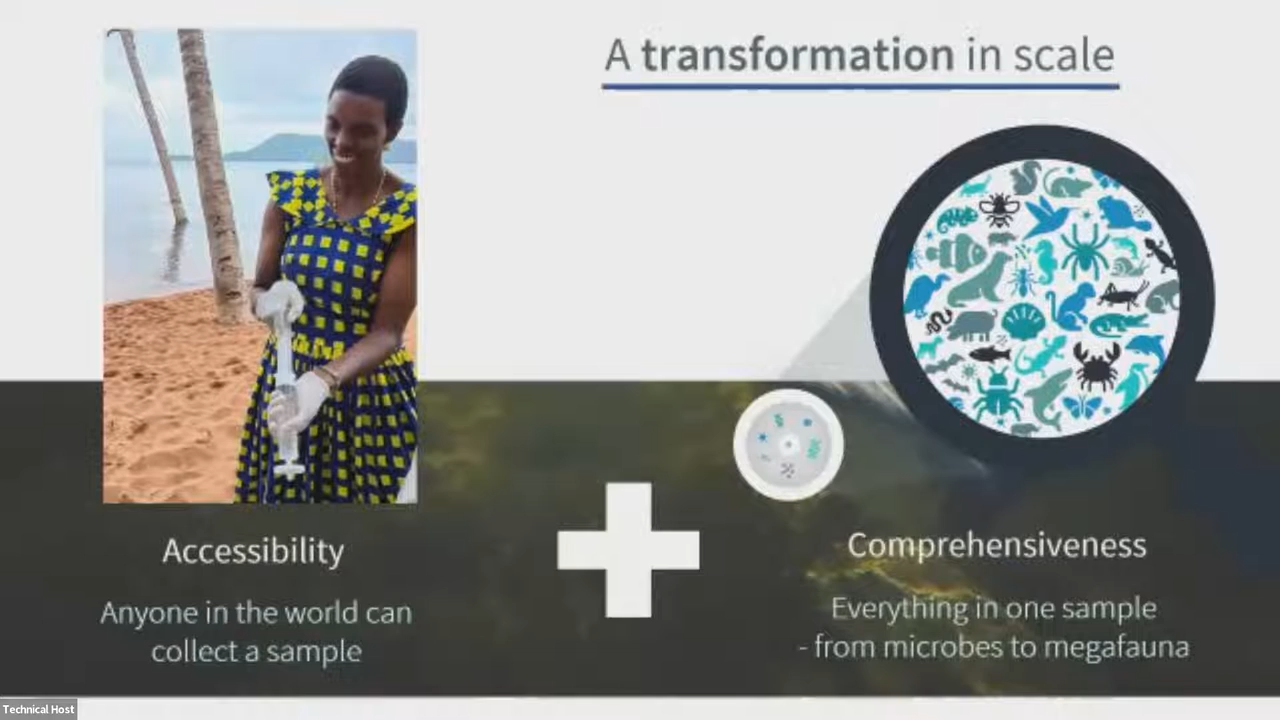 A transformation in scale
Accessibility
Anyone in the world can
collect a sample
Comprehensiveness
Everything in one sample
- from microbes to megafauna
Technical Host